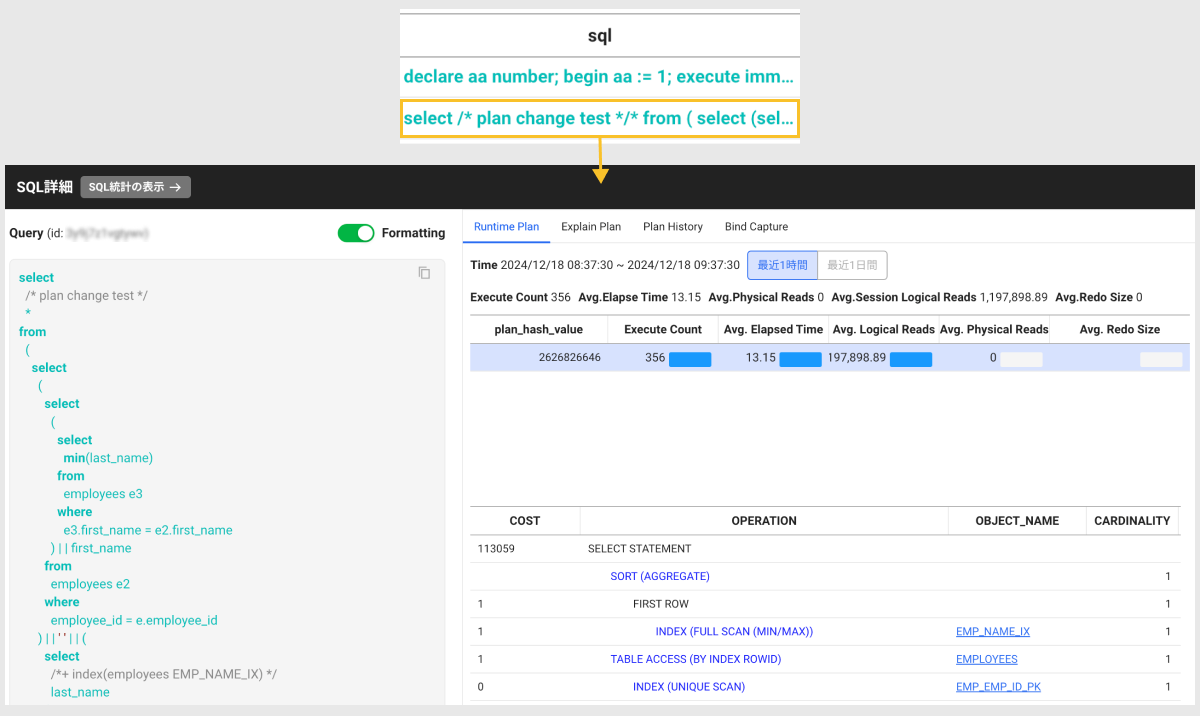 sql
declare aa number; begin aa := 1; execute imm...
select /* plan change test */* from ( select (sel...
SQL詳細 SQL統計の表示 →
Query (id:
Formatting
select
/* plan change test */
*
from
(
select
(
select
(
select
min(last_name)
from
employees e3
where
e3.first_name = e2.first_name
) | | first_name
from
employees e2
where
employee_id = e.employee_id
) | | ' ' | | (
select
/*+ index(employees EMP_NAME_IX) */
last_name
Runtime Plan Explain Plan Plan History Bind Capture
Time 2024/12/18 08:37:30 ~ 2024/12/18 09:37:30 最近1時間 最近1日間
Execute Count 356 Avg.Elapse Time 13.15 Avg.Physical Reads 0 Avg.Session Logical Reads 1,197,898.89 Avg.Redo Size 0
plan_hash_value Execute Count Avg. Elapsed Time Avg. Logical Reads Avg. Physical Reads Avg. Redo Size
2626826646 356 13.15 197,898.89 0
COST OPERATION OBJECT_NAME CARDINALITY
113059 SELECT STATEMENT
SORT (AGGREGATE) 1
1 FIRST ROW 1
1 INDEX (FULL SCAN (MIN/MAX)) EMP_NAME_IX 1
1 TABLE ACCESS (BY INDEX ROWID) EMPLOYEES 1
0 INDEX (UNIQUE SCAN) EMP_EMP_ID_PK 1